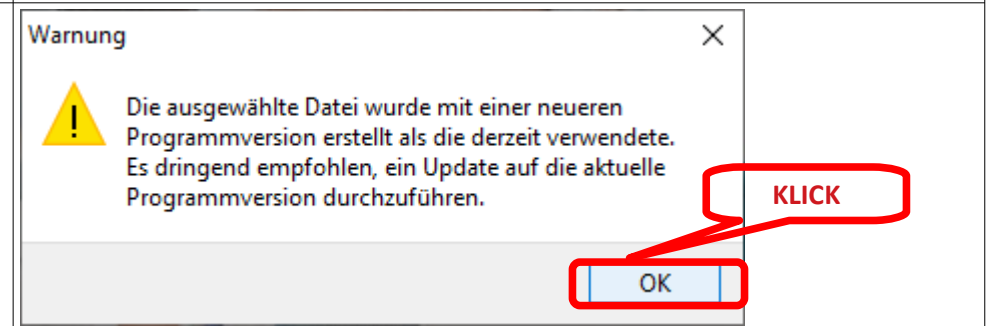 Warnung
Die ausgewählte Datei wurde mit einer neueren
Programmversion erstellt als die derzeit verwendete.
Es dringend empfohlen, ein Update auf die aktuelle
Programmversion durchzuführen.
KLICK
OK